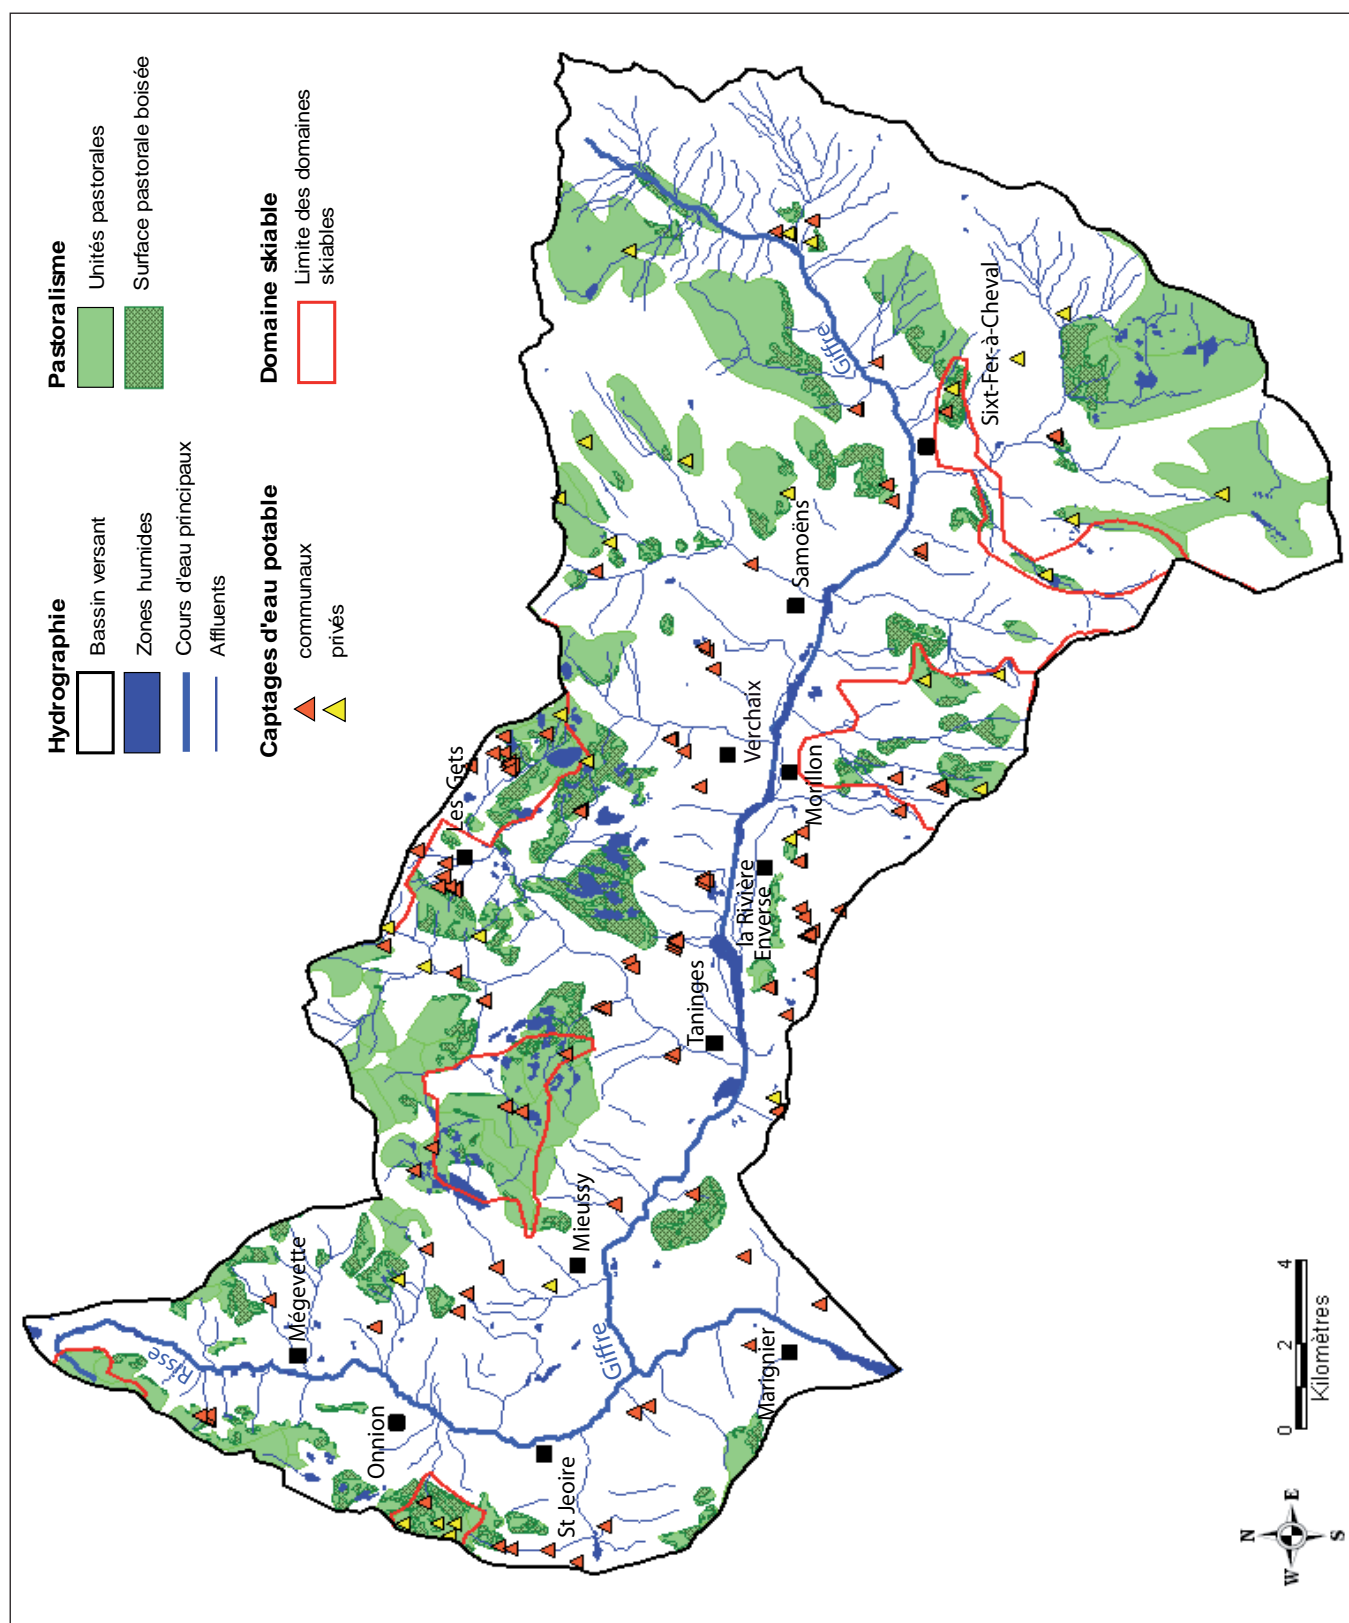 Hydrographie
Bassin versant
Zones humides
Cours d'eau principaux
Affluents
Captages d'eau potable
communaux
privés
Pastoralisme
Unités pastorales
Surface pastorale boisée
Domaine skiable
Limite des domaines
skiables
Mégevette
Risse
Onnion
St Jeoire
Marignier
Giffre
Mieussy
Taninges
Les Gets
la Rivière
Enverse
Verchaix
Morillon
Samoëns
Giffre
Sixt-Fer-à-Cheval
0 2 4
Kilomètres
N
W E
S